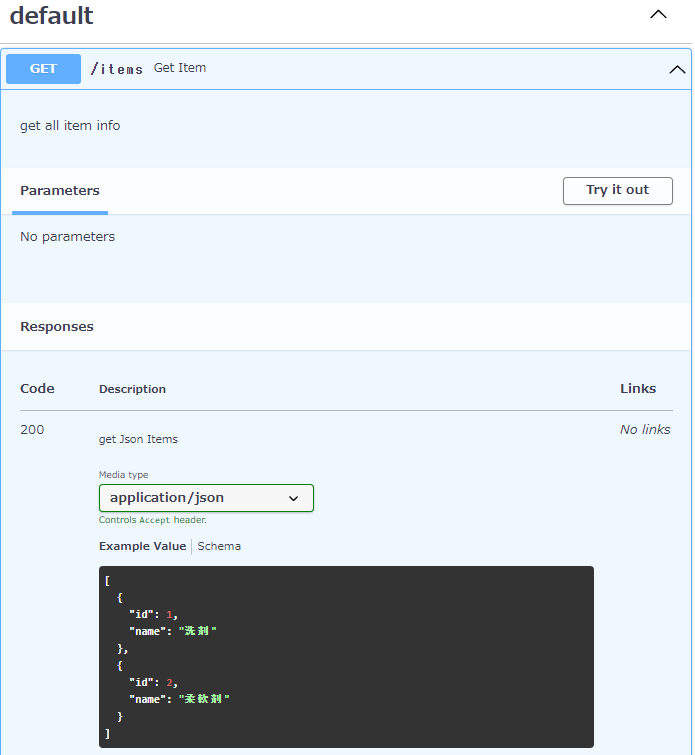 default
GET /items Get Item
get all item info
Parameters Try it out
No parameters
Responses
Code Description Links
200 get Json Items No links
Media type
application/json
Controls Accept header.
Example Value Schema
[
{
"id": 1,
"name": "洗剤"
},
{
"id": 2,
"name": "柔軟剤"
}
]